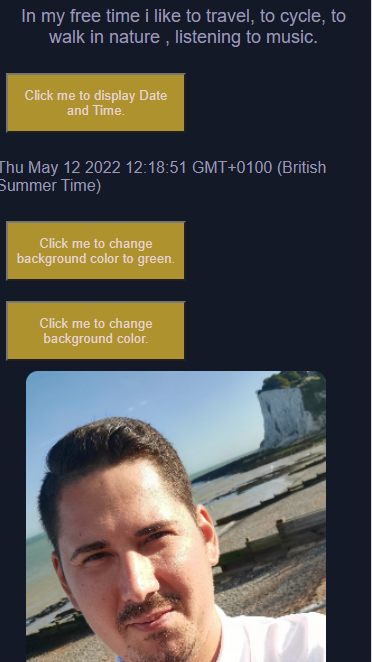 In my free time i like to travel, to cycle, to
walk in nature , listening to music.
Click me to display Date
and Time.
Thu May 12 2022 12:18:51 GMT+0100 (British
Summer Time)
Click me to change
background color to green.
Click me to change
background color.